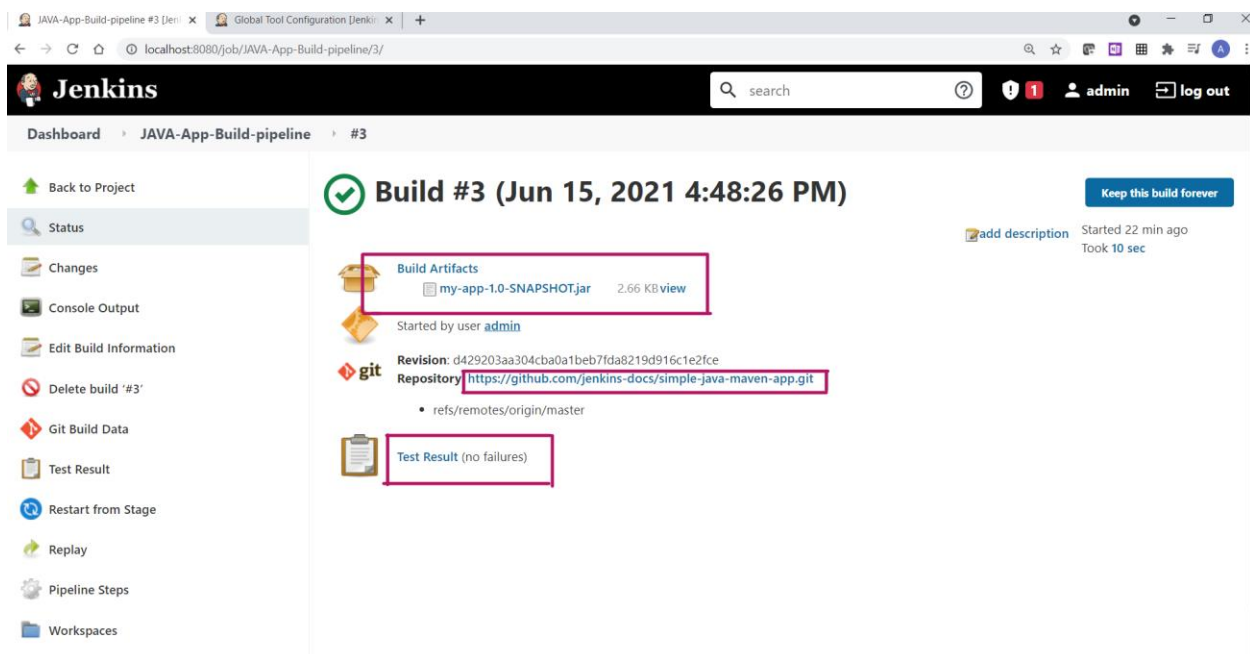 JAVA-App-Build-pipeline #3 [Jen
Global Tool Configuration [Jenkin
localhost:8080/job/JAVA-App-Build-pipeline/3/
A
Jenkins
search
1
admin
log out
Dashboard
JAVA-App-Build-pipeline
#3
Back to Project
Status
Changes
Console Output
Edit Build Information
Delete build ‘#3’
Git Build Data
Test Result
Restart from Stage
Replay
Pipeline Steps
Workspaces
Build #3 (Jun 15, 2021 4:48:26 PM)
Keep this build forever
add description
Started 22 min ago
Took 10 sec
Build Artifacts
my-app-1.0-SNAPSHOT.jar 2.66 KB view
Started by user admin
git
Revision: d429203aa304cba0a1beb7fda8219d916c1e2fce
Repository: https://github.com/jenkins-docs/simple-java-maven-app.git
refs/remotes/origin/master
Test Result (no failures)